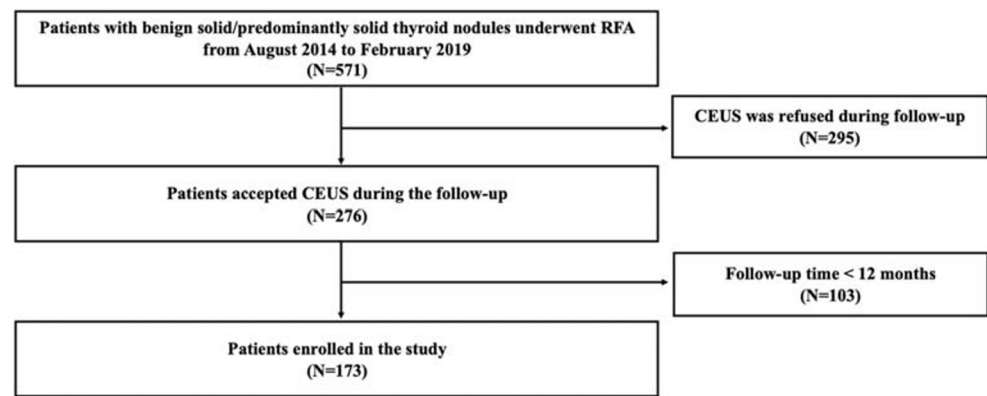 Patients with benign solid/predominantly solid thyroid nodules underwent RFA
from August 2014 to February 2019
(N=571)
CEUS was refused during follow-up
(N=295)
Patients accepted CEUS during the follow-up
(N=276)
Follow-up time < 12 months
(N=103)
Patients enrolled in the study
(N=173)